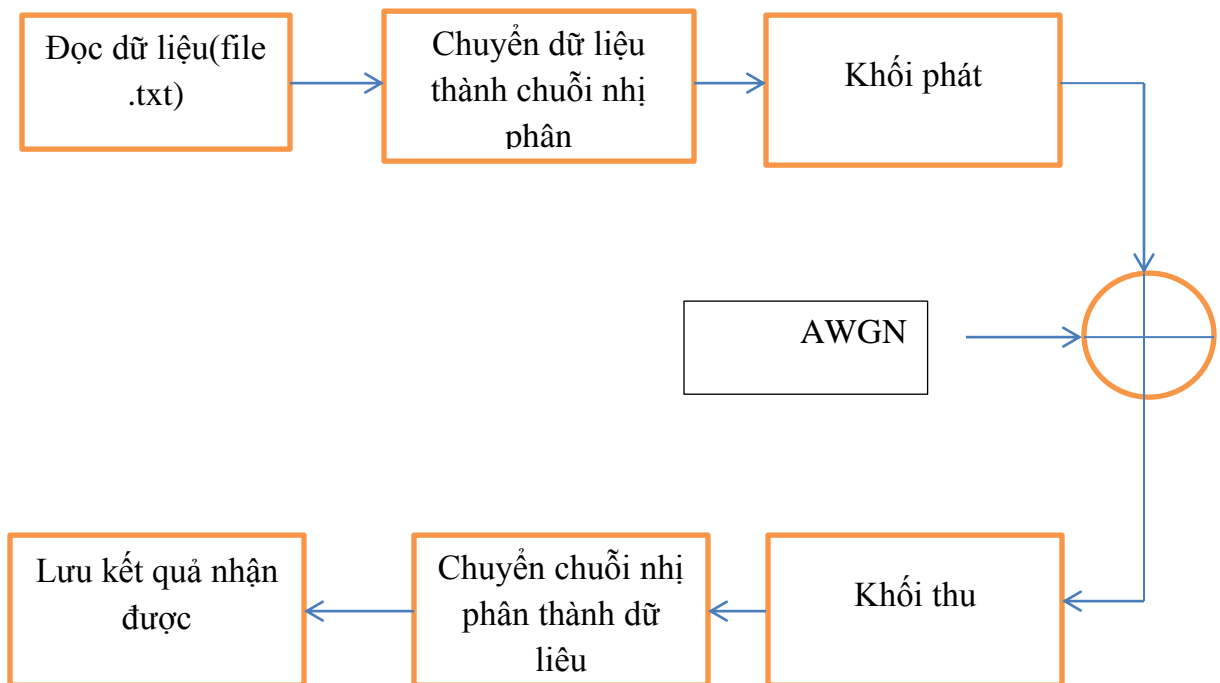 Đọc dữ liệu(file
.txt)
Chuyển dữ liệu
thành chuỗi nhị
phân
Khối phát
AWGN
Lưu kết quả nhận
được
Chuyển chuỗi nhị
phân thành dữ
liêu
Khối thu